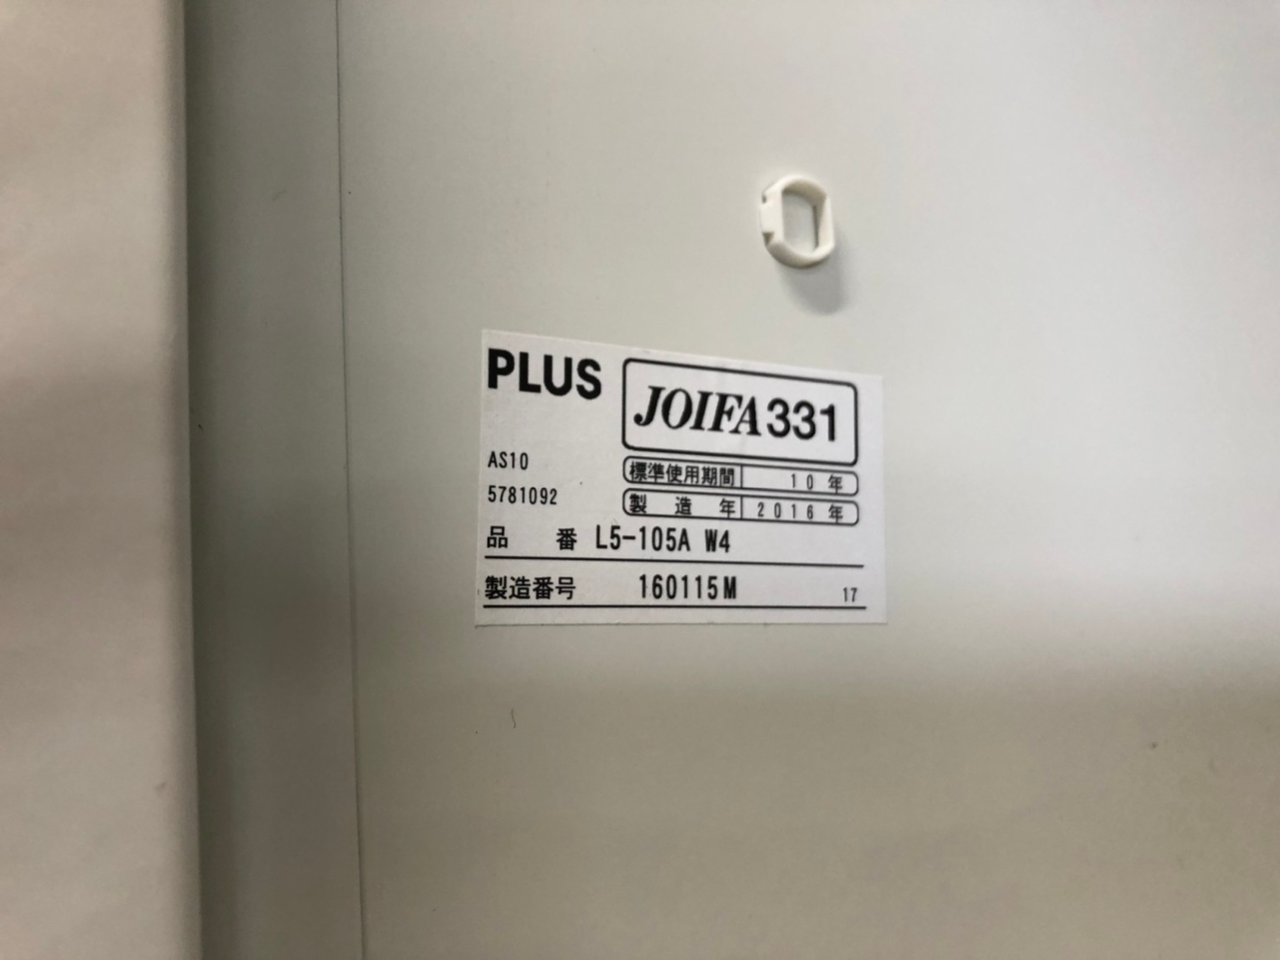 PLUS
JOIFA331
AS10
標準使用期間 10年
5781092
製造年 2016年
品番 L5-105A W4
製造番号 160115M 17